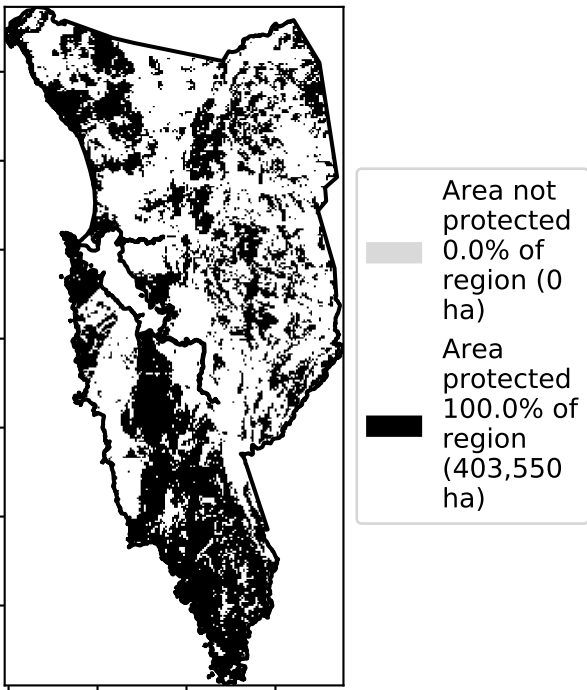 Area not
protected
0.0% of
region (0
ha)
Area
protected
100.0% of
region
(403,550
ha)